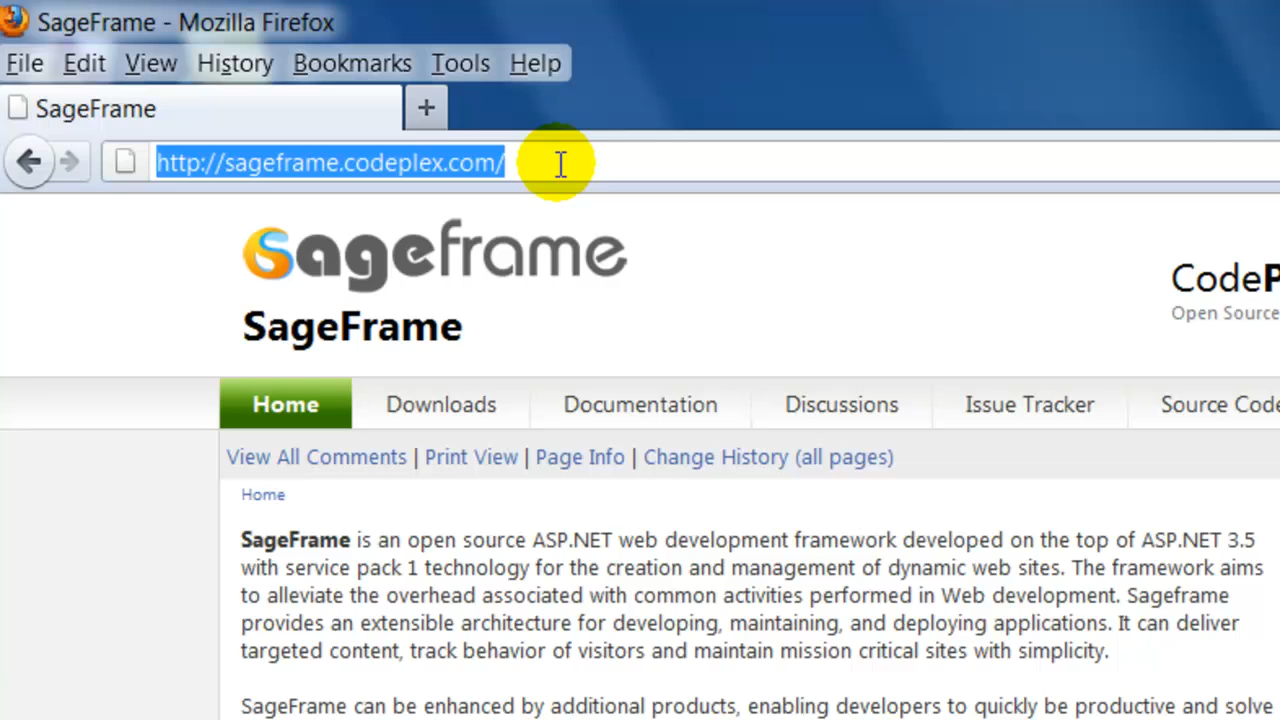 SageFrame - Mozilla Firefox
File Edit View History Bookmarks Tools Help
SageFrame +
http://sageframe.codeplex.com/
Sageframe
SageFrame
CodeP
Open Source
Home Downloads Documentation Discussions Issue Tracker Source Code
View All Comments | Print View | Page Info | Change History (all pages)
Home
SageFrame is an open source ASP.NET web development framework developed on the top of ASP.NET 3.5
with service pack 1 technology for the creation and management of dynamic web sites. The framework aims
to alleviate the overhead associated with common activities performed in Web development. Sageframe
provides an extensible architecture for developing, maintaining, and deploying applications. It can deliver
targeted content, track behavior of visitors and maintain mission critical sites with simplicity.
SageFrame can be enhanced by additional products, enabling developers to quickly be productive and solve